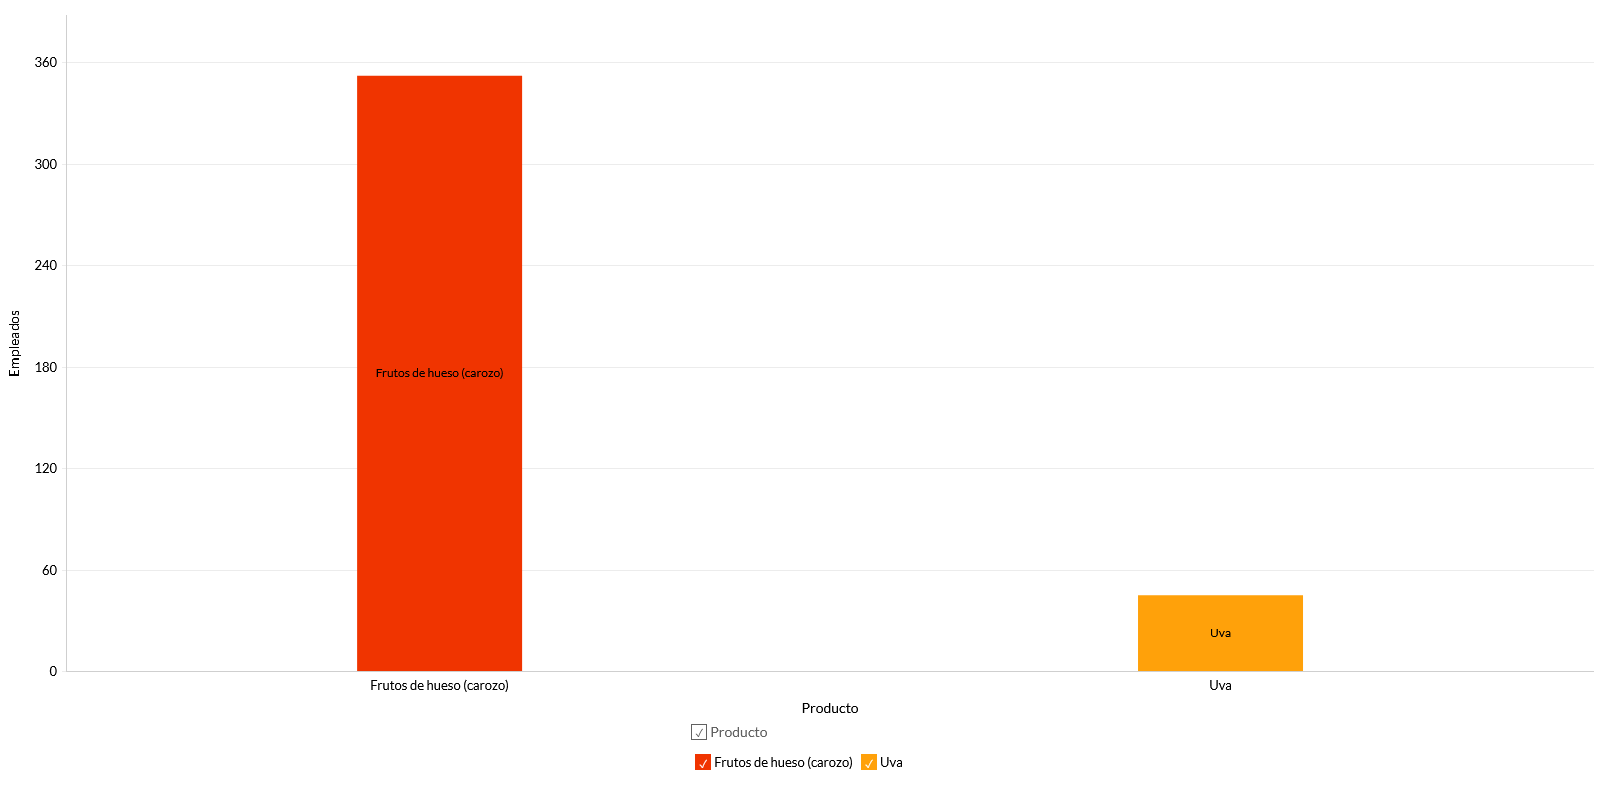 360
300
240
180
120
60
0
Empleados
Frutos de hueso (carozo)
Uva
Frutos de hueso (carozo) Uva
Producto
Producto
Frutos de hueso (carozo) Uva